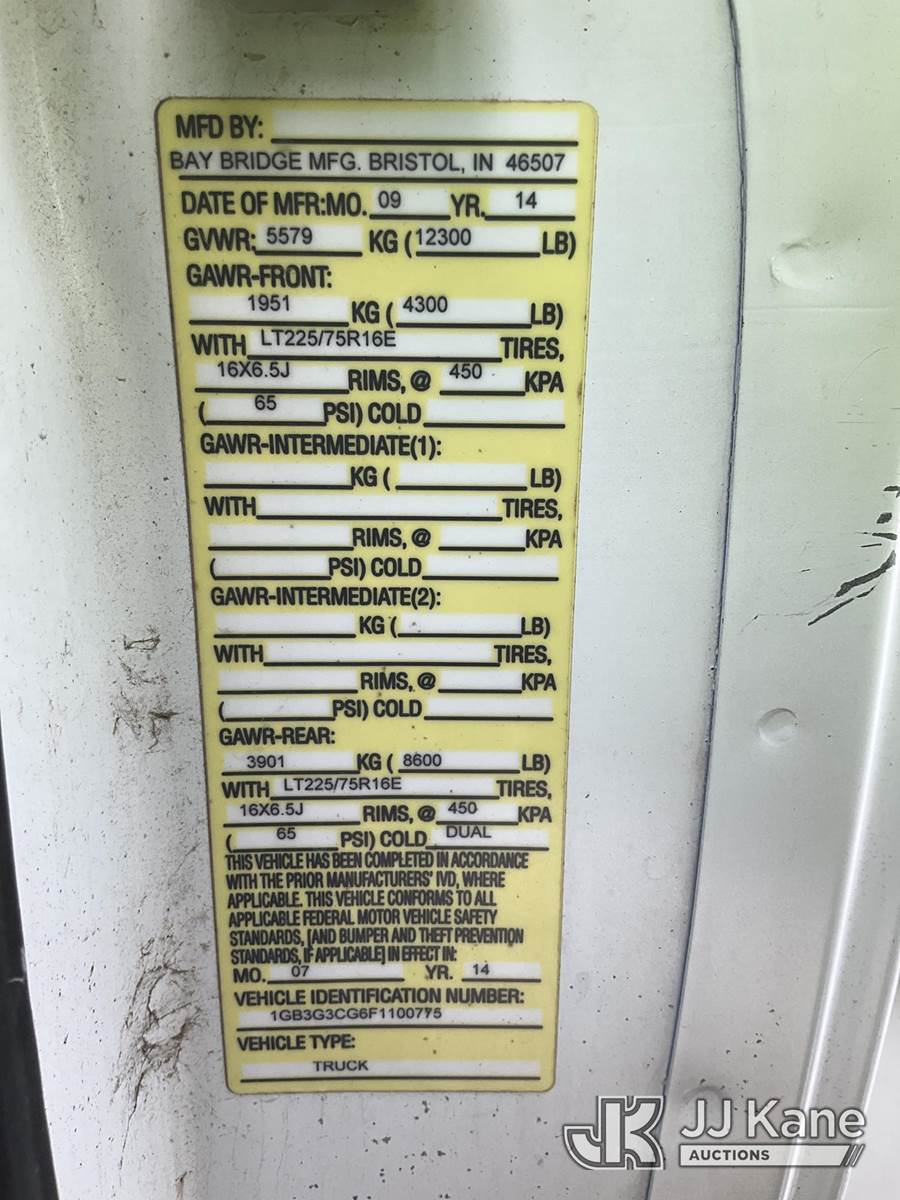 MFD BY:
BAY BRIDGE MFG. BRISTOL, IN 46507
DATE OF MFR:MO. 09 YR. 14
GVWR: 5579 KG (12300 LB)
GAWR-FRONT:
1951 KG ( 4300 LB)
WITH LT225/75R16E TIRES,
16X6.5J RIMS, @ 450 KPA
( 65 PSI) COLD
GAWR-INTERMEDIATE(1):
KG ( LB)
WITH TIRES,
RIMS, @ KPA
( PSI) COLD
GAWR-INTERMEDIATE(2):
KG ( LB)
WITH TIRES,
RIMS, @ KPA
( PSI) COLD
GAWR-REAR:
3901 KG ( 8600 LB)
WITH LT225/75R16E TIRES,
16X6.5J RIMS, @ 450 KPA
( 65 PSI) COLD DUAL
THIS VEHICLE HAS BEEN COMPLETED IN ACCORDANCE
WITH THE PRIOR MANUFACTURERS' IVD, WHERE
APPLICABLE. THIS VEHICLE CONFORMS TO ALL
APPLICABLE FEDERAL MOTOR VEHICLE SAFETY
STANDARDS, [AND BUMPER AND THEFT PREVENTION
STANDARDS, IF APPLICABLE] IN EFFECT IN:
MO. 07 YR. 14
VEHICLE IDENTIFICATION NUMBER:
1GB3G3CG6F1100775
VEHICLE TYPE:
TRUCK
JK JJ Kane
AUCTIONS